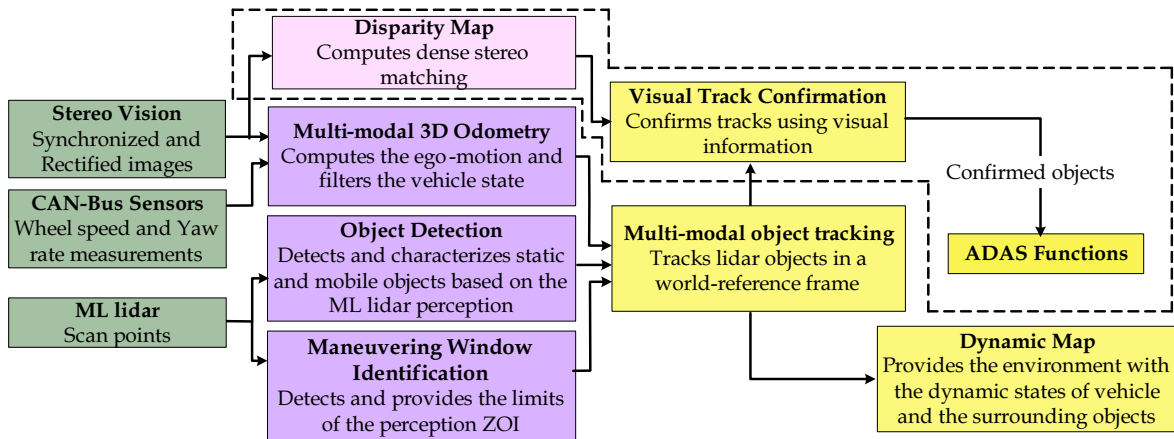 Disparity Map
Computes dense stereo
matching
Stereo Vision
Synchronized and
Rectified images
CAN-Bus Sensors
Wheel speed and Yaw
rate measurements
ML lidar
Scan points
Multi-modal 3D Odometry
Computes the ego-motion and
filters the vehicle state
Object Detection
Detects and characterizes static
and mobile objects based on the
ML lidar perception
Maneuvering Window
Identification
Detects and provides the limits
of the perception ZOI
Visual Track Confirmation
Confirms tracks using visual
information
Multi-modal object tracking
Tracks lidar objects in a
world-reference frame
Confirmed objects
ADAS Functions
Dynamic Map
Provides the environment with
the dynamic states of vehicle
and the surrounding objects